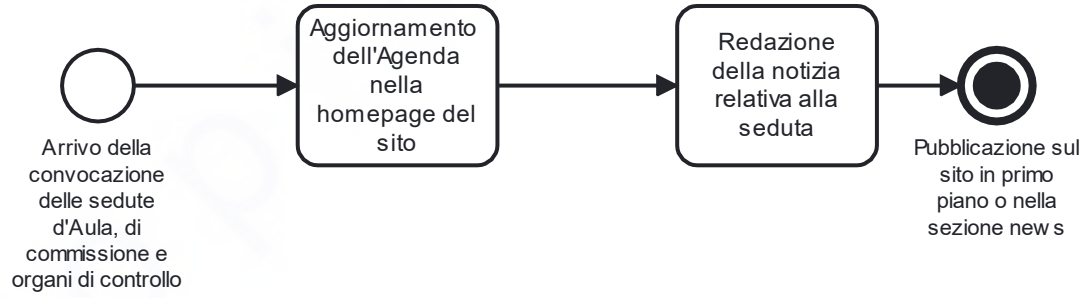 Arrivo della
convocazione
delle sedute
d'Aula, di
commissione e
organi di controllo
Aggiornamento
dell'Agenda
nella
homepage del
sito
Redazione
della notizia
relativa alla
seduta
Pubblicazione sul
sito in primo
piano o nella
sezione news